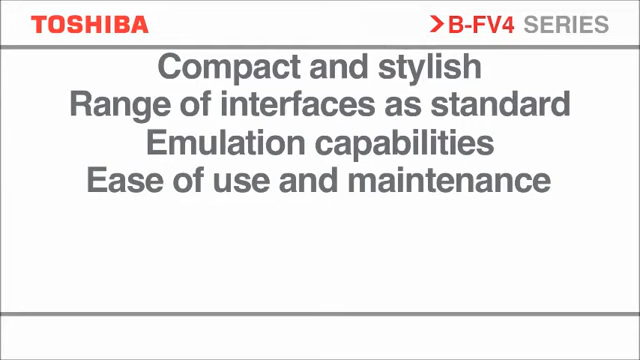 TOSHIBA
B-FV4 SERIES
Compact and stylish
Range of interfaces as standard
Emulation capabilities
Ease of use and maintenance